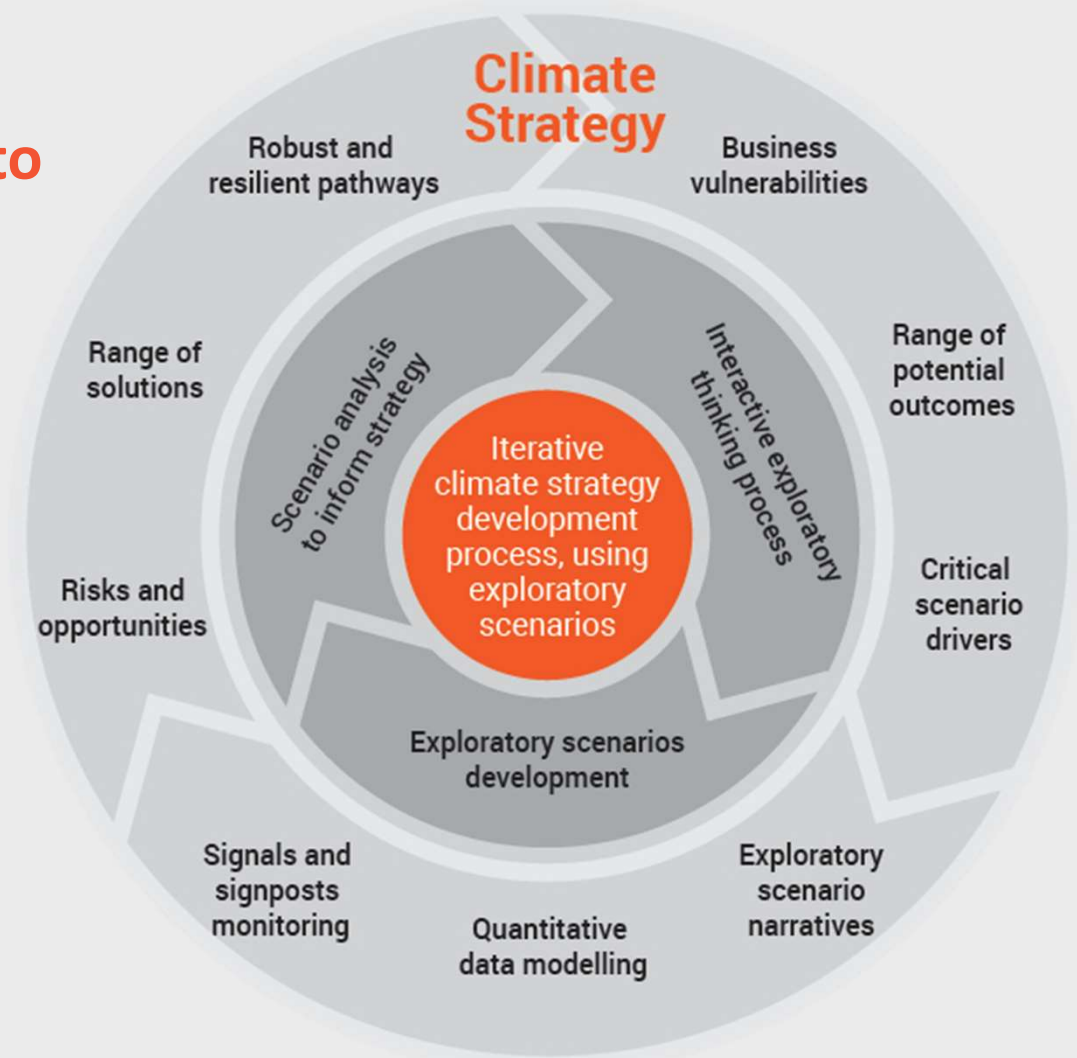 to
Climate
Strategy
Business
vulnerabilities
Range of
potential
outcomes
Critical
scenario
drivers
Exploratory
scenario
narratives
Quantitative
data modelling
Signals and
signposts
monitoring
Risks and
opportunities
Range of
solutions
Robust and
resilient pathways
Interactive exploratory
thinking process
Exploratory scenarios
development
Scenario analysis
to inform strategy
Iterative
climate strategy
development
process, using
exploratory
scenarios